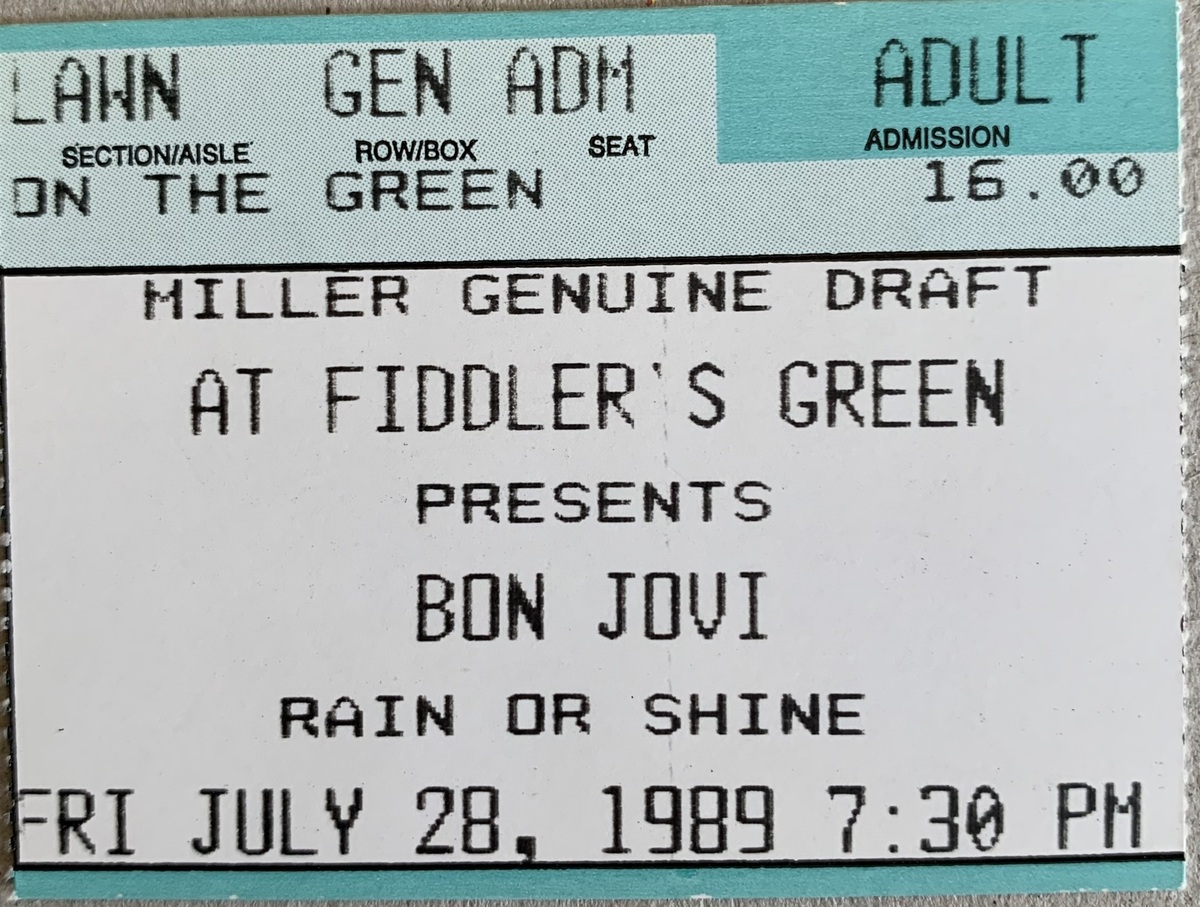 LAWN GEN ADM ADULT
SECTION/AISLE ROW/BOX SEAT ADMISSION
ON THE GREEN 16.00
MILLER GENUINE DRAFT
AT FIDDLER'S GREEN
PRESENTS
BON JOVI
RAIN OR SHINE
FRI JULY 28, 1989 7:30 PM